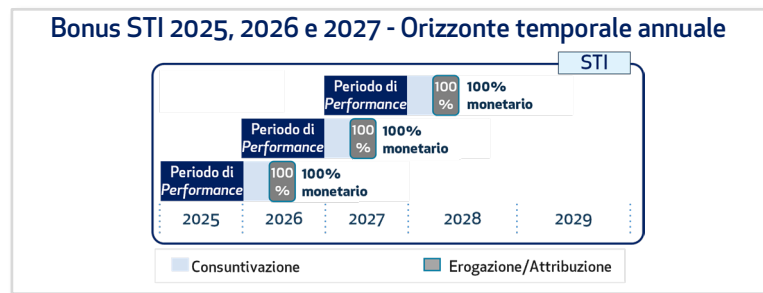 Bonus STI 2025, 2026 e 2027 - Orizzonte temporale annuale
STI
Periodo di
Performance
100
%
100%
monetario
Periodo di
Performance
100
%
100%
monetario
Periodo di
Performance
100
%
100%
monetario
2025 2026 2027 2028 2029
Consuntivazione Erogazione/Attribuzione